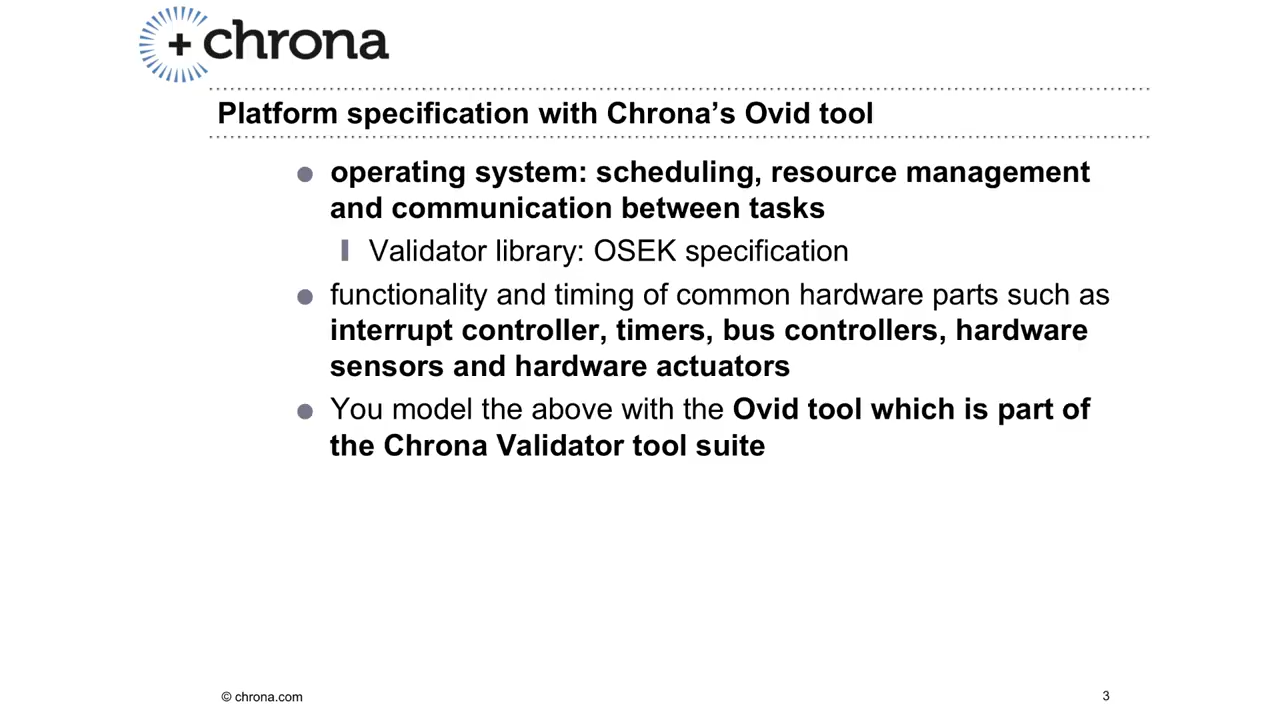 +chrona
Platform specification with Chrona’s Ovid tool
operating system: scheduling, resource management
and communication between tasks
Validator library: OSEK specification
functionality and timing of common hardware parts such as
interrupt controller, timers, bus controllers, hardware
sensors and hardware actuators
You model the above with the Ovid tool which is part of
the Chrona Validator tool suite
© chrona.com
3